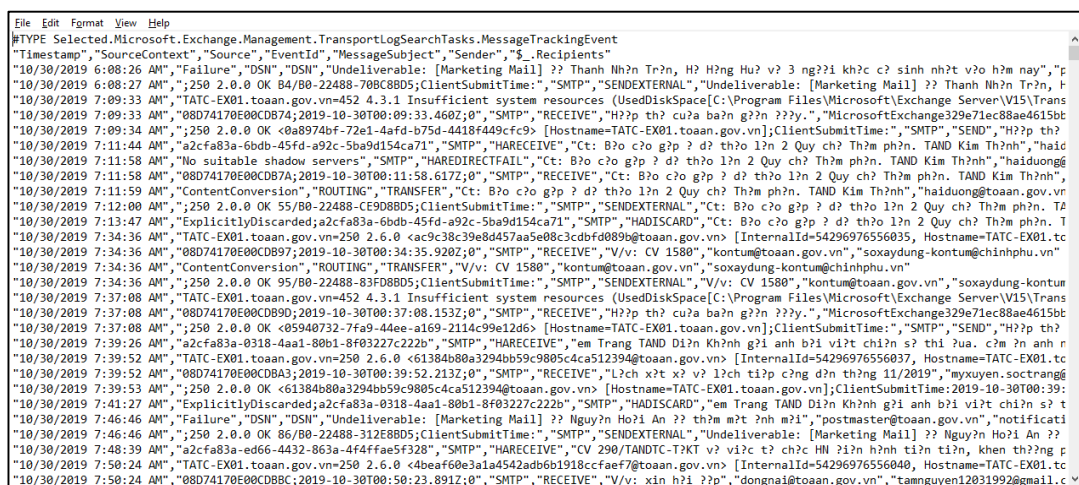 File Edit Format View Help
#TYPE Selected.Microsoft.Exchange.Management.TransportLogSearchTasks.MessageTrackingEvent
"Timestamp","SourceContext","Source","EventId","MessageSubject","Sender","$_.Recipients"
"10/30/2019 6:08:26 AM","Failure","DSN","DSN","Undeliverable: [Marketing Mail] ?? Thanh Nh?n Tr?n, H? H?ng Hu? v? 3 ng??i kh?c c? sinh nh?t v?o h?m nay","p
"10/30/2019 6:08:27 AM",";250 2.0.0 OK B4/B0-22488-70BC8BD5;ClientSubmitTime:","SMTP","SENDEXTERNAL","Undeliverable: [Marketing Mail] ?? Thanh Nh?n Tr?n, H
"10/30/2019 7:09:33 AM","TATC-EX01.toaan.gov.vn=452 4.3.1 Insufficient system resources (UsedDiskSpace[C:\Program Files\Microsoft\Exchange Server\V15\Trans
"10/30/2019 7:09:33 AM","08D74170E00CDB74;2019-10-30T00:09:33.460Z;0","SMTP","RECEIVE","H??p th? cu?a ba?n g??n ???y.","MicrosoftExchange329e71ec88ae4615bb
"10/30/2019 7:09:34 AM",";250 2.0.0 OK <0a8974bf-72e1-4afd-b75d-4418f449cfc9> [Hostname=TATC-EX01.toaan.gov.vn];ClientSubmitTime:","SMTP","SEND","H??p th?
"10/30/2019 7:11:44 AM","a2cfa83a-6bdb-45fd-a92c-5ba9d154ca71","SMTP","HARECEIVE","Ct: B?o c?o g?p ? d? th?o l?n 2 Quy ch? Th?m ph?n. TAND Kim Th?nh","haid
"10/30/2019 7:11:58 AM","No suitable shadow servers","SMTP","HAREDIRECTFAIL","Ct: B?o c?o g?p ? d? th?o l?n 2 Quy ch? Th?m ph?n. TAND Kim Th?nh","haiduong@
"10/30/2019 7:11:58 AM","08D74170E00CDB7A;2019-10-30T00:11:58.617Z;0","SMTP","RECEIVE","Ct: B?o c?o g?p ? d? th?o l?n 2 Quy ch? Th?m ph?n. TAND Kim Th?nh",
"10/30/2019 7:11:59 AM","ContentConversion","ROUTING","TRANSFER","Ct: B?o c?o g?p ? d? th?o l?n 2 Quy ch? Th?m ph?n. TAND Kim Th?nh","haiduong@toaan.gov.vn
"10/30/2019 7:12:00 AM",";250 2.0.0 OK 55/B0-22488-CE9D8BD5;ClientSubmitTime:","SMTP","SENDEXTERNAL","Ct: B?o c?o g?p ? d? th?o l?n 2 Quy ch? Th?m ph?n. TA
"10/30/2019 7:13:47 AM","ExplicitlyDiscarded;a2cfa83a-6bdb-45fd-a92c-5ba9d154ca71","SMTP","HADISCARD","Ct: B?o c?o g?p ? d? th?o l?n 2 Quy ch? Th?m ph?n. T
"10/30/2019 7:34:36 AM","TATC-EX01.toaan.gov.vn=250 2.6.0 <ac9c38c39e8d457aa5e08c3cdbfd089b@toaan.gov.vn> [InternalId=54296976556035, Hostname=TATC-EX01.to
"10/30/2019 7:34:36 AM","08D74170E00CDB97;2019-10-30T00:34:35.920Z;0","SMTP","RECEIVE","V/v: CV 1580","kontum@toaan.gov.vn","soxaydung-kontum@chinhphu.vn"
"10/30/2019 7:34:36 AM","ContentConversion","ROUTING","TRANSFER","V/v: CV 1580","kontum@toaan.gov.vn","soxaydung-kontum@chinhphu.vn"
"10/30/2019 7:34:36 AM",";250 2.0.0 OK 95/B0-22488-83FD8BD5;ClientSubmitTime:","SMTP","SENDEXTERNAL","V/v: CV 1580","kontum@toaan.gov.vn","soxaydung-kontum
"10/30/2019 7:37:08 AM","TATC-EX01.toaan.gov.vn=452 4.3.1 Insufficient system resources (UsedDiskSpace[C:\Program Files\Microsoft\Exchange Server\V15\Trans
"10/30/2019 7:37:08 AM","08D74170E00CDB9D;2019-10-30T00:37:08.153Z;0","SMTP","RECEIVE","H??p th? cu?a ba?n g??n ???y.","MicrosoftExchange329e71ec88ae4615bb
"10/30/2019 7:37:08 AM",";250 2.0.0 OK <05940732-7fa9-44ee-a169-2114c99e12d6> [Hostname=TATC-EX01.toaan.gov.vn];ClientSubmitTime:","SMTP","SEND","H??p th?
"10/30/2019 7:39:26 AM","a2cfa83a-0318-4aa1-80b1-8f03227c222b","SMTP","HARECEIVE","em Trang TAND Di?n Kh?nh g?i anh b?i vi?t chi?n s? thi ?ua. c?m ?n anh n
"10/30/2019 7:39:52 AM","TATC-EX01.toaan.gov.vn=250 2.6.0 <61384b80a3294bb59c9805c4ca512394@toaan.gov.vn> [InternalId=54296976556037, Hostname=TATC-EX01.to
"10/30/2019 7:39:52 AM","08D74170E00CDBA3;2019-10-30T00:39:52.213Z;0","SMTP","RECEIVE","L?ch x?t x? v? l?ch ti?p c?ng d?n th?ng 11/2019","myxuyen.soctrang@
"10/30/2019 7:39:53 AM",";250 2.0.0 OK <61384b80a3294bb59c9805c4ca512394@toaan.gov.vn> [Hostname=TATC-EX01.toaan.gov.vn];ClientSubmitTime:2019-10-30T00:39:
"10/30/2019 7:41:27 AM","ExplicitlyDiscarded;a2cfa83a-0318-4aa1-80b1-8f03227c222b","SMTP","HADISCARD","em Trang TAND Di?n Kh?nh g?i anh b?i vi?t chi?n s? t
"10/30/2019 7:46:46 AM","Failure","DSN","DSN","Undeliverable: [Marketing Mail] ?? Nguy?n Ho?i An ?? th?m m?t ?nh m?i","postmaster@toaan.gov.vn","notificati
"10/30/2019 7:46:46 AM",";250 2.0.0 OK 86/B0-22488-312E8BD5;ClientSubmitTime:","SMTP","SENDEXTERNAL","Undeliverable: [Marketing Mail] ?? Nguy?n Ho?i An ??
"10/30/2019 7:48:39 AM","a2cfa83a-ed66-4432-863a-4f4ffae5f328","SMTP","HARECEIVE","CV 290/TANDTC-T?KT v? vi?c t? ch?c HN ?i?n h?nh ti?n ti?n, khen th??ng p
"10/30/2019 7:50:24 AM","TATC-EX01.toaan.gov.vn=250 2.6.0 <4beaf60e3a1a4542adb6b1918ccfaef7@toaan.gov.vn> [InternalId=54296976556040, Hostname=TATC-EX01.to
"10/30/2019 7:50:24 AM","08D74170E00CDBBC;2019-10-30T00:50:23.891Z;0","SMTP","RECEIVE","V/v: xin h?i ??p","dongnai@toaan.gov.vn","tamnguyen12031992@gmail.c